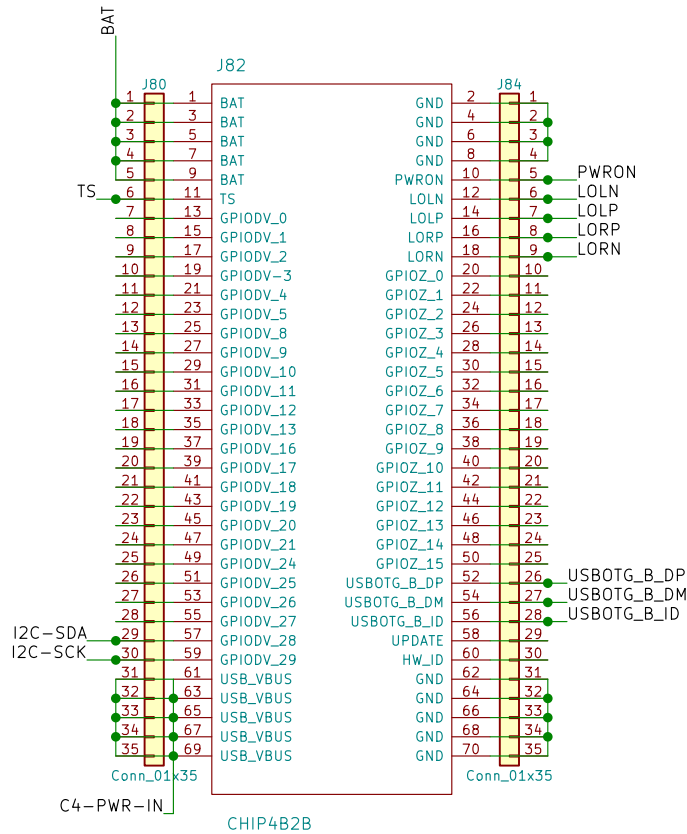 BAT
J82
J80 J84
1 1 BAT GND 2 1
2 3 BAT GND 4 2
3 5 BAT GND 6 3
4 7 BAT GND 8 4
5 9 BAT PWRON 10 5 PWRON
TS 6 11 TS LOLN 12 6 LOLN
7 13 GPIODV_0 LOLP 14 7 LOLP
8 15 GPIODV_1 LORP 16 8 LORP
9 17 GPIODV_2 LORN 18 9 LORN
10 19 GPIODV-3 GPIOZ_0 20 10
11 21 GPIODV_4 GPIOZ_1 22 11
12 23 GPIODV_5 GPIOZ_2 24 12
13 25 GPIODV_8 GPIOZ_3 26 13
14 27 GPIODV_9 GPIOZ_4 28 14
15 29 GPIODV_10 GPIOZ_5 30 15
16 31 GPIODV_11 GPIOZ_6 32 16
17 33 GPIODV_12 GPIOZ_7 34 17
18 35 GPIODV_13 GPIOZ_8 36 18
19 37 GPIODV_16 GPIOZ_9 38 19
20 39 GPIODV_17 GPIOZ_10 40 20
21 41 GPIODV_18 GPIOZ_11 42 21
22 43 GPIODV_19 GPIOZ_12 44 22
23 45 GPIODV_20 GPIOZ_13 46 23
24 47 GPIODV_21 GPIOZ_14 48 24
25 49 GPIODV_24 GPIOZ_15 50 25
26 51 GPIODV_25 USBOTG_B_DP 52 26 USBOTG_B_DP
27 53 GPIODV_26 USBOTG_B_DM 54 27 USBOTG_B_DM
28 55 GPIODV_27 USBOTG_B_ID 56 28 USBOTG_B_ID
I2C-SDA 29 57 GPIODV_28 UPDATE 58 29
I2C-SCK 30 59 GPIODV_29 HW_ID 60 30
31 61 USB_VBUS GND 62 31
32 63 USB_VBUS GND 64 32
33 65 USB_VBUS GND 66 33
34 67 USB_VBUS GND 68 34
35 69 USB_VBUS GND 70 35
Conn_01x35 Conn_01x35
C4-PWR-IN
CHIP4B2B